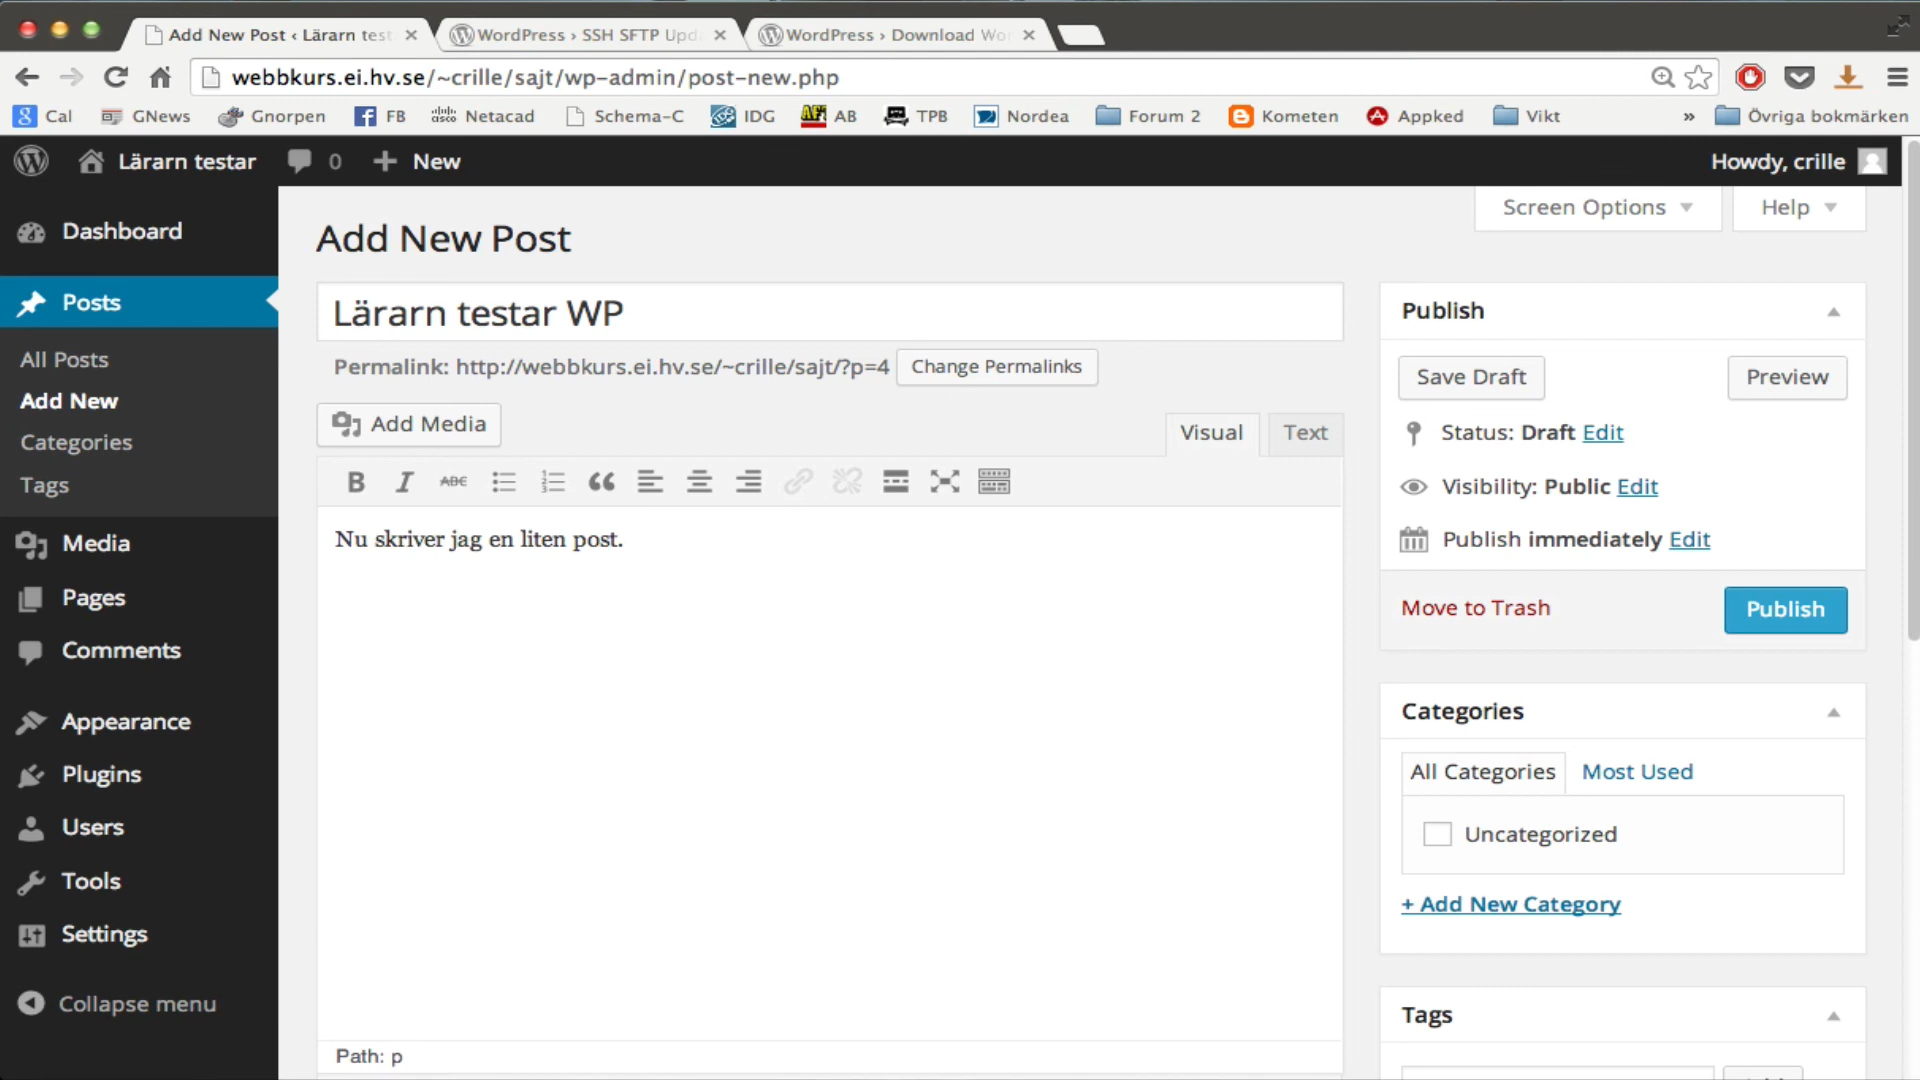 Add New Post ‹ Lärarn test
WordPress › SSH SFTP Upd
WordPress › Download Wo
webbkurs.ei.hv.se/~crille/sajt/wp-admin/post-new.php
Cal GNews Gnorpen FB Netacad Schema-C IDG AB TPB Nordea Forum 2 Kometen Appked Vikt » Övriga bokmärken
Lärarn testar 0 + New Howdy, crille
Screen Options Help
Dashboard
Posts
All Posts
Add New
Categories
Tags
Media
Pages
Comments
Appearance
Plugins
Users
Tools
Settings
Collapse menu
Add New Post
Lärarn testar WP
Permalink: http://webbkurs.ei.hv.se/~crille/sajt/?p=4 Change Permalinks
Add Media
Visual Text
B I ABC
Nu skriver jag en liten post.
Path: p
Publish
Save Draft Preview
Status: Draft Edit
Visibility: Public Edit
Publish immediately Edit
Move to Trash Publish
Categories
All Categories Most Used
Uncategorized
+ Add New Category
Tags